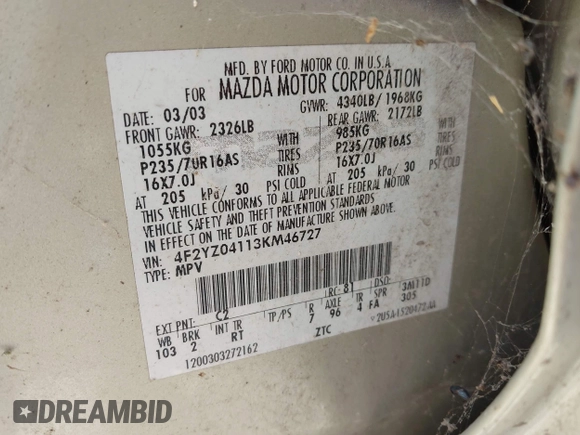 MFD. BY FORD MOTOR CO. IN U.S.A.
FOR MAZDA MOTOR CORPORATION
DATE: 03/03 GVWR: 4340LB/ 1968KG
FRONT GAWR: 2326LB REAR GAWR: 2172LB
1055KG WITH 985KG WITH
P235/70R16AS TIRES P235/70R16AS TIRES
16X7.0J RIMS 16X7.0J RIMS
AT 205 kPa/ 30 PSI COLD AT 205 kPa/ 30 PSI COLD
THIS VEHICLE CONFORMS TO ALL APPLICABLE FEDERAL MOTOR
VEHICLE SAFETY AND THEFT PREVENTION STANDARDS
IN EFFECT ON THE DATE OF MANUFACTURE SHOWN ABOVE.
VIN: 4F2YZ04113KM46727
TYPE: MPV
EXT PNT: C2 RC: 81 DSO:
WB BRK INT TR TP/PS R AXLE TR SPR
103 2 RT 7 96 4 FA 305
ZTC
1200303272162
DREAMBID